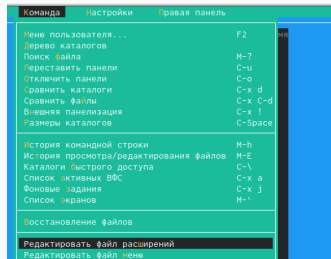 Команда Настройки Правая панель
Меню пользователя... F2 мя
Дерево каталогов
Поиск файла M-?
Переставить панели C-u
Отключить панели C-o
Сравнить каталоги C-x d
Сравнить файлы C-x C-d
Внешняя панелизация C-x !
Размеры каталогов C-Space
История командной строки M-h
История просмотра/редактирования файлов M-E
Каталоги быстрого доступа C-\
Список активных ВФС C-x a
Фоновые задания C-x j
Список экранов M-`
Восстановление файлов
Редактировать файл расширений
Редактировать файл меню